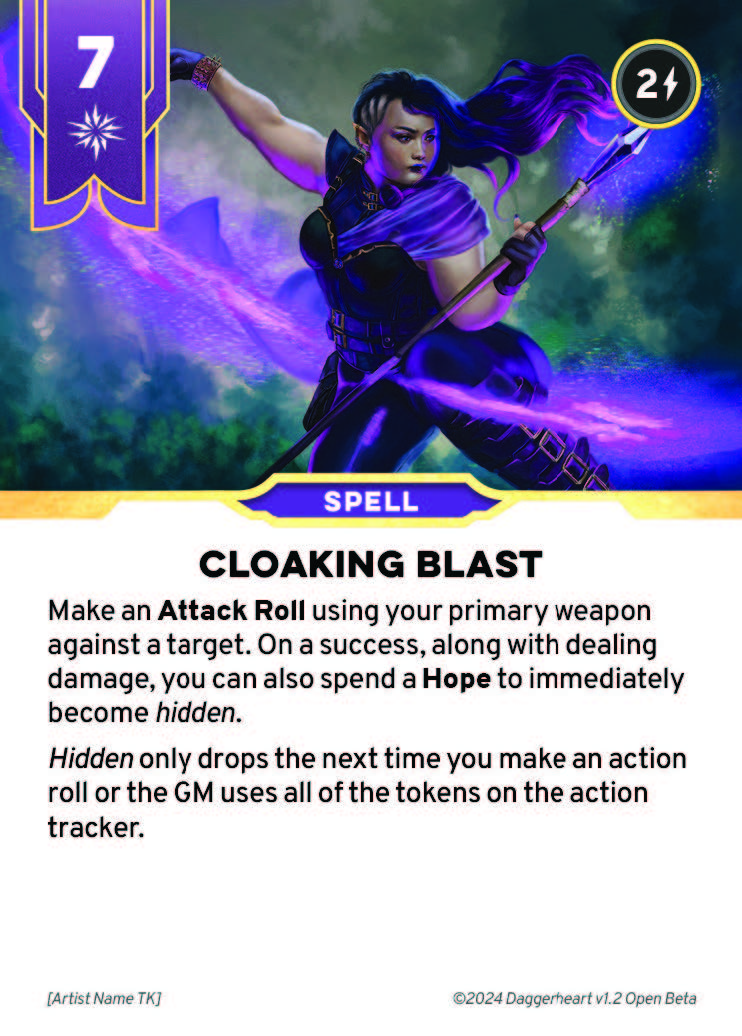 7
2
SPELL
CLOAKING BLAST
Make an Attack Roll using your primary weapon
against a target. On a success, along with dealing
damage, you can also spend a Hope to immediately
become hidden.
Hidden only drops the next time you make an action
roll or the GM uses all of the tokens on the action
tracker.
[Artist Name TK]
©2024 Daggerheart v1.2 Open Beta